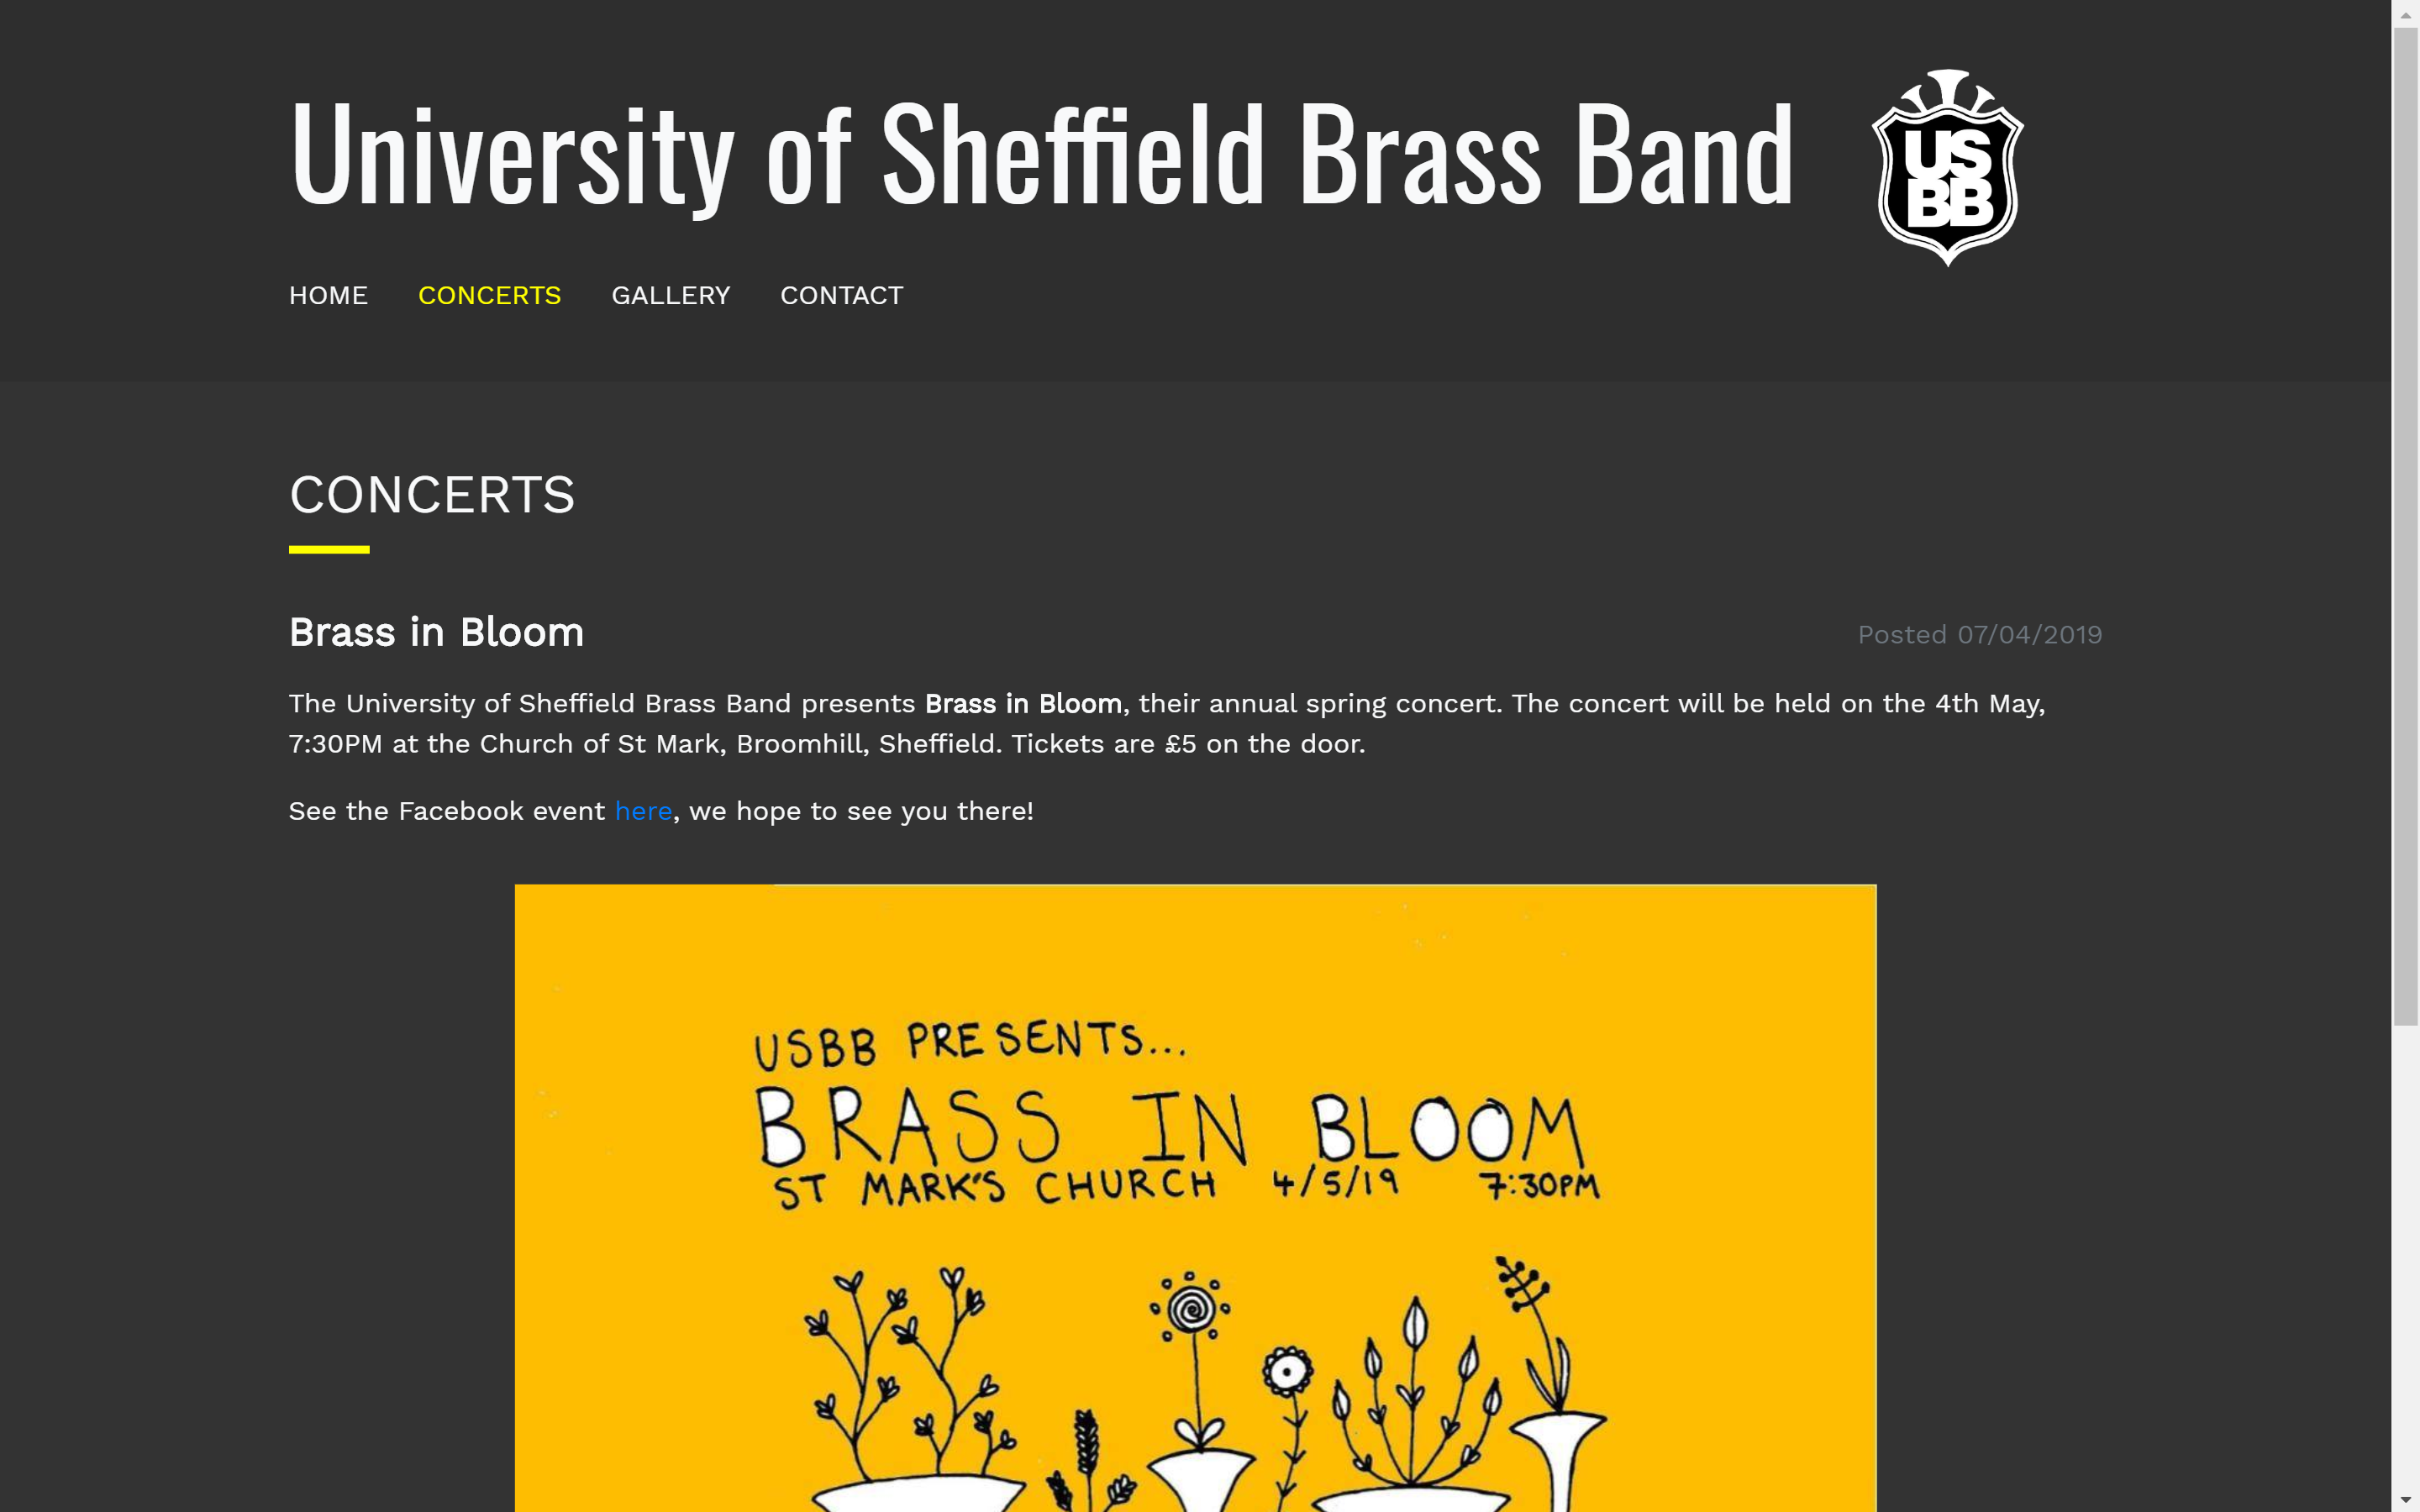 University of Sheffield Brass Band
US
BB
HOME CONCERTS GALLERY CONTACT
CONCERTS
Brass in Bloom
Posted 07/04/2019
The University of Sheffield Brass Band presents Brass in Bloom, their annual spring concert. The concert will be held on the 4th May,
7:30PM at the Church of St Mark, Broomhill, Sheffield. Tickets are £5 on the door.
See the Facebook event here, we hope to see you there!
USBB PRESENTS...
BRASS IN BLOOM
ST MARK'S CHURCH 4/5/19 7:30PM